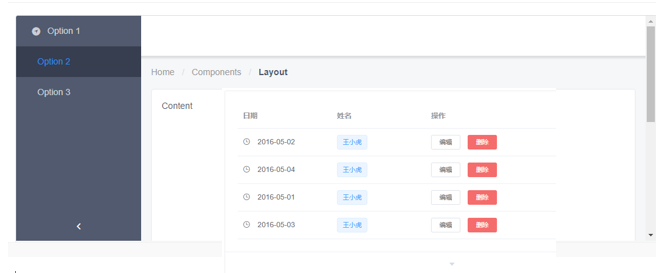 Option 1
Option 2
Option 3
Home / Components / Layout
Content
日期 姓名 操作
2016-05-02 王小虎 编辑 删除
2016-05-04 王小虎 编辑 删除
2016-05-01 王小虎 编辑 删除
2016-05-03 王小虎 编辑 删除